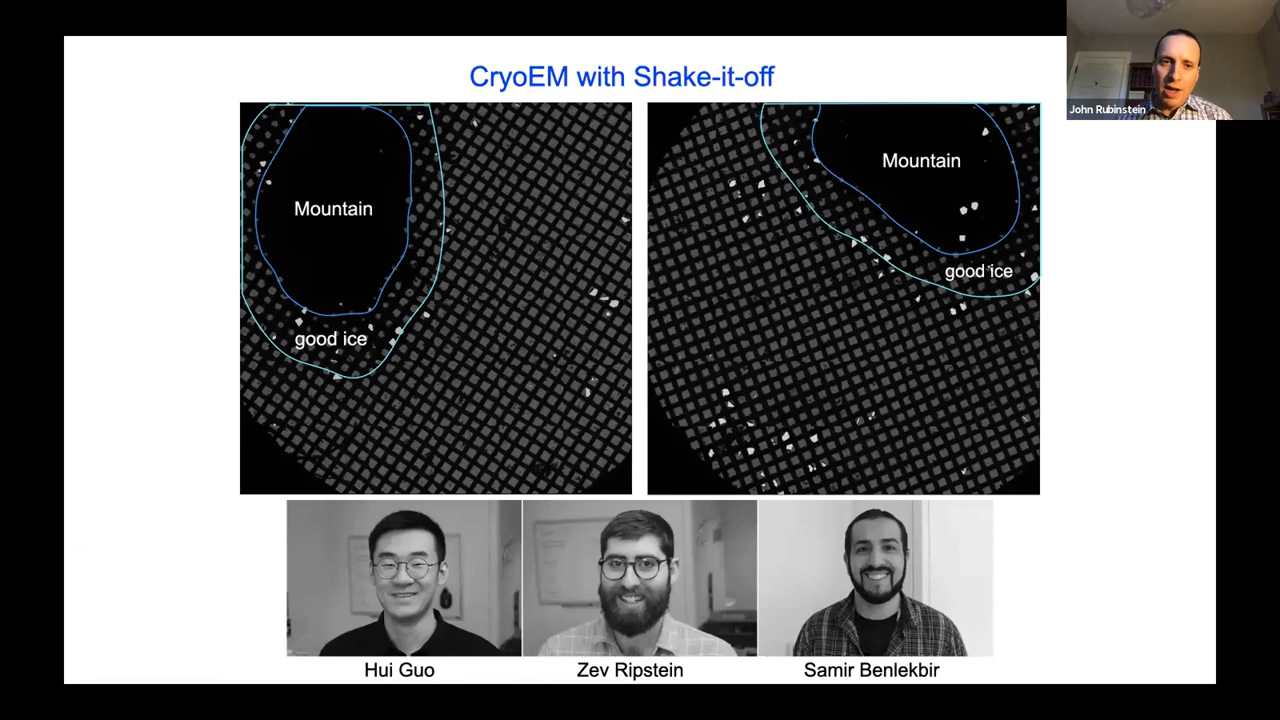 CryoEM with Shake-it-off
John Rubinstein
Mountain
good ice
Mountain
good ice
Hui Guo
Zev Ripstein
Samir Benlekbir